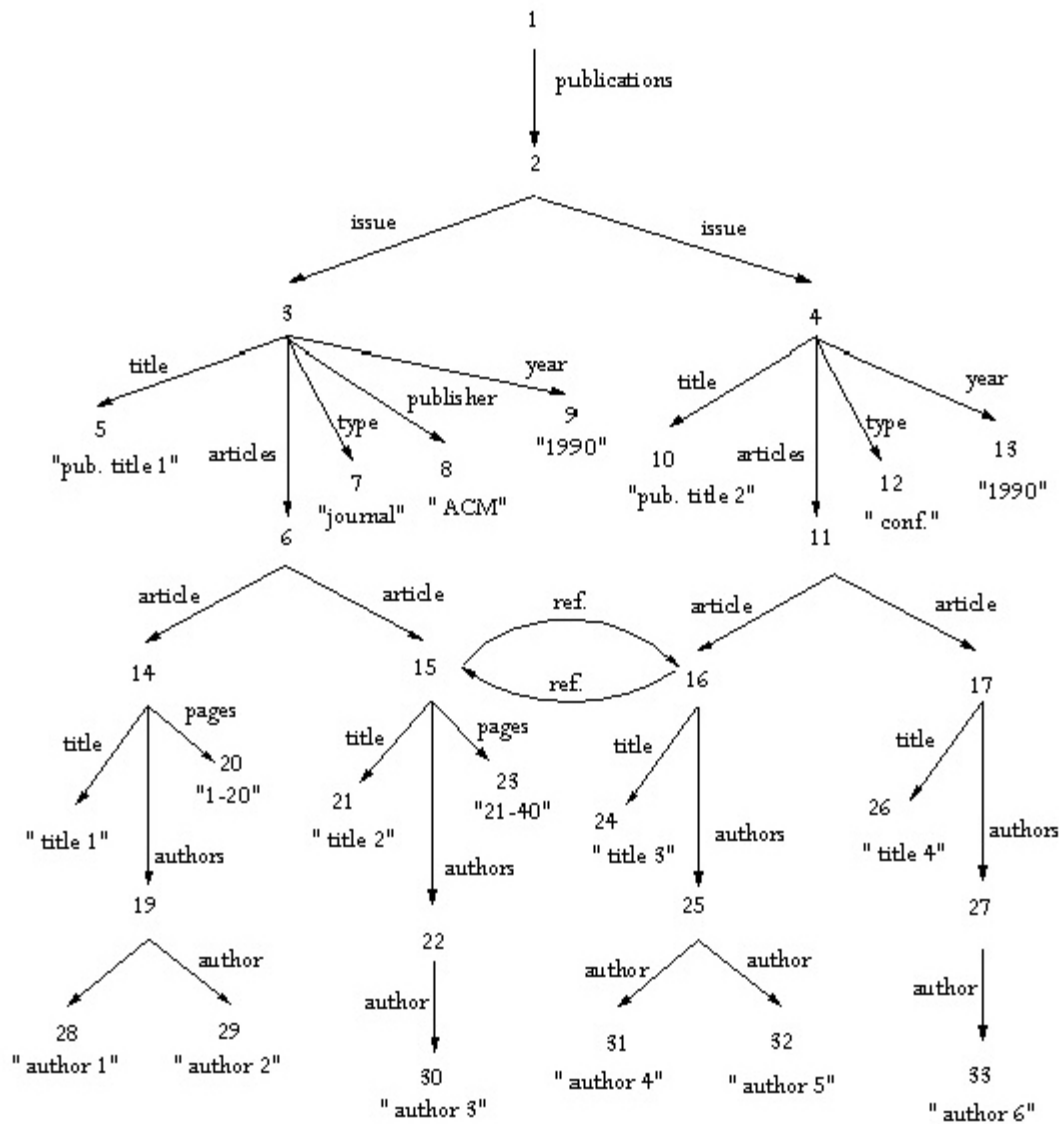 1
publications
2
issue issue
3 4
title articles type publisher year title articles type year
5 "pub. title 1"
7 "journal"
8 " ACM"
9 "1990"
10 "pub. title 2"
12 " conf."
13 "1990"
6 11
article article ref. article article
ref.
14 15 16 17
title pages title pages title title
" title 1"
20 "1-20"
21 " title 2"
23 "21-40"
24 " title 3"
26 " title 4"
authors authors authors authors
19 22 25 27
author author author author author
28 29 30 31 32 33
" author 1" " author 2" " author 3" " author 4" " author 5" " author 6"